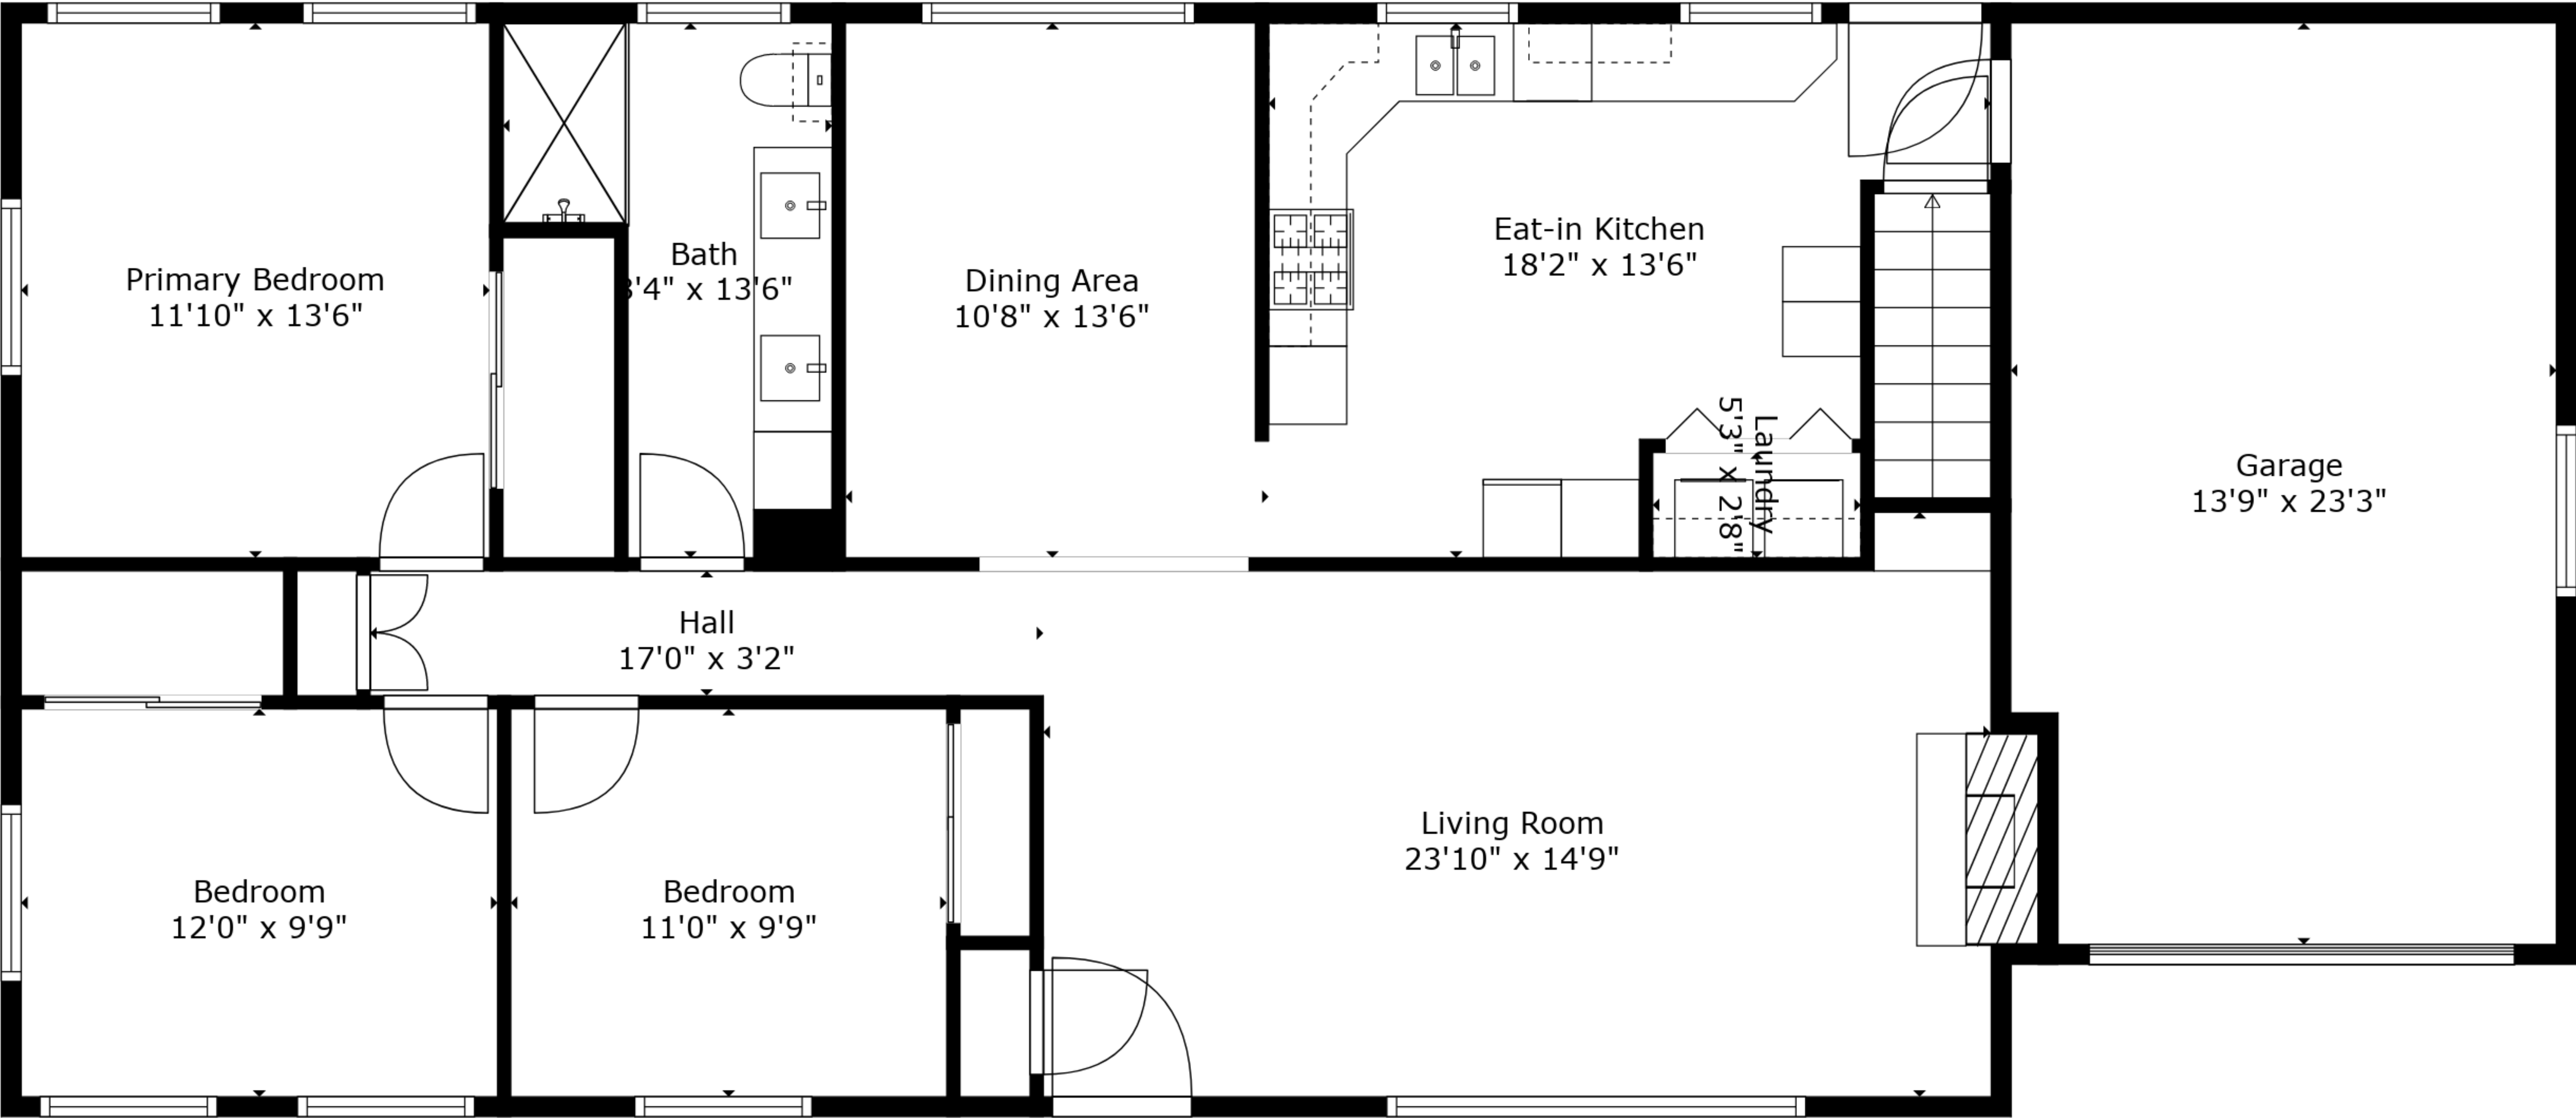 Primary Bedroom
11'10" x 13'6"
Bath
'4" x 13'6"
Dining Area
10'8" x 13'6"
Eat-in Kitchen
18'2" x 13'6"
Laundry
5'3" x 2'8"
Garage
13'9" x 23'3"
Hall
17'0" x 3'2"
Living Room
23'10" x 14'9"
Bedroom
12'0" x 9'9"
Bedroom
11'0" x 9'9"